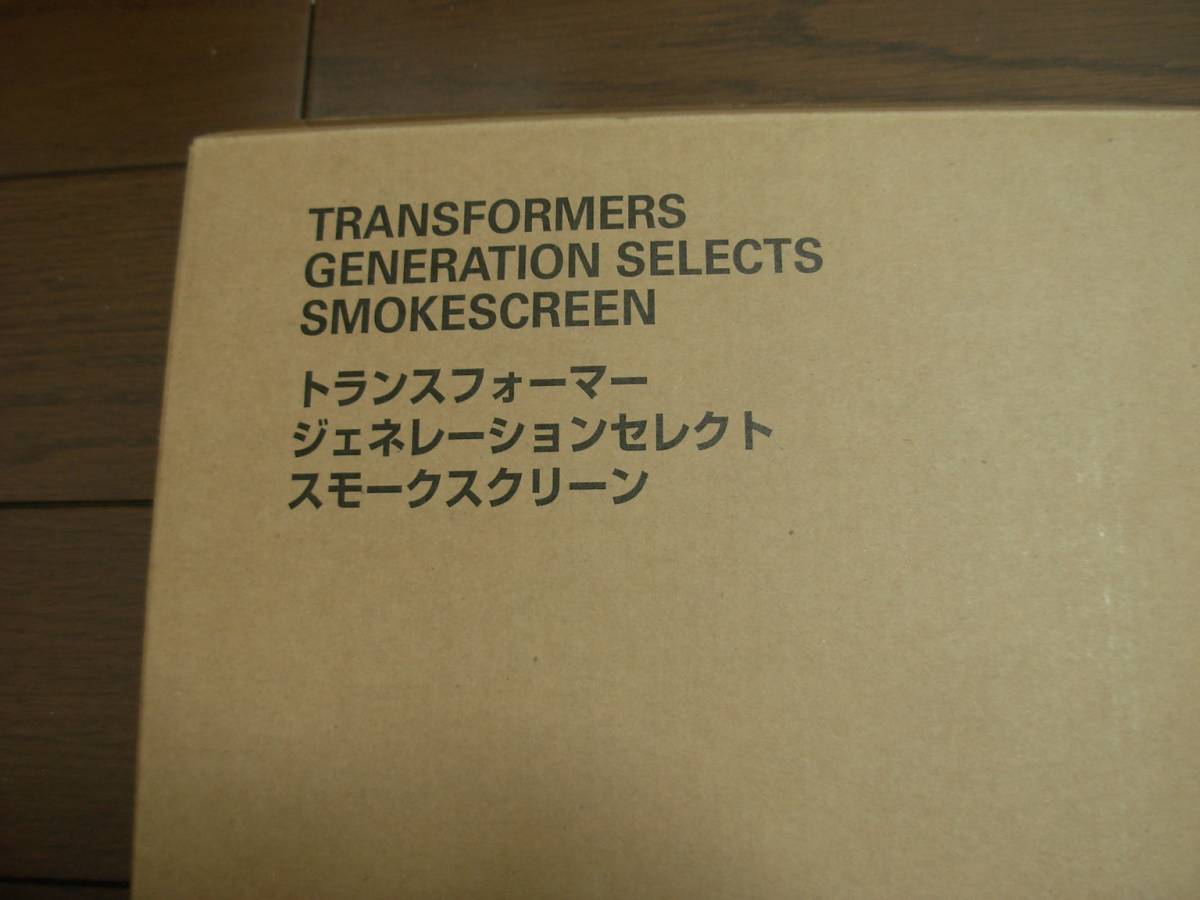 TRANSFORMERS
GENERATION SELECTS
SMOKESCREEN
トランスフォーマー
ジェネレーションセレクト
スモークスクリーン